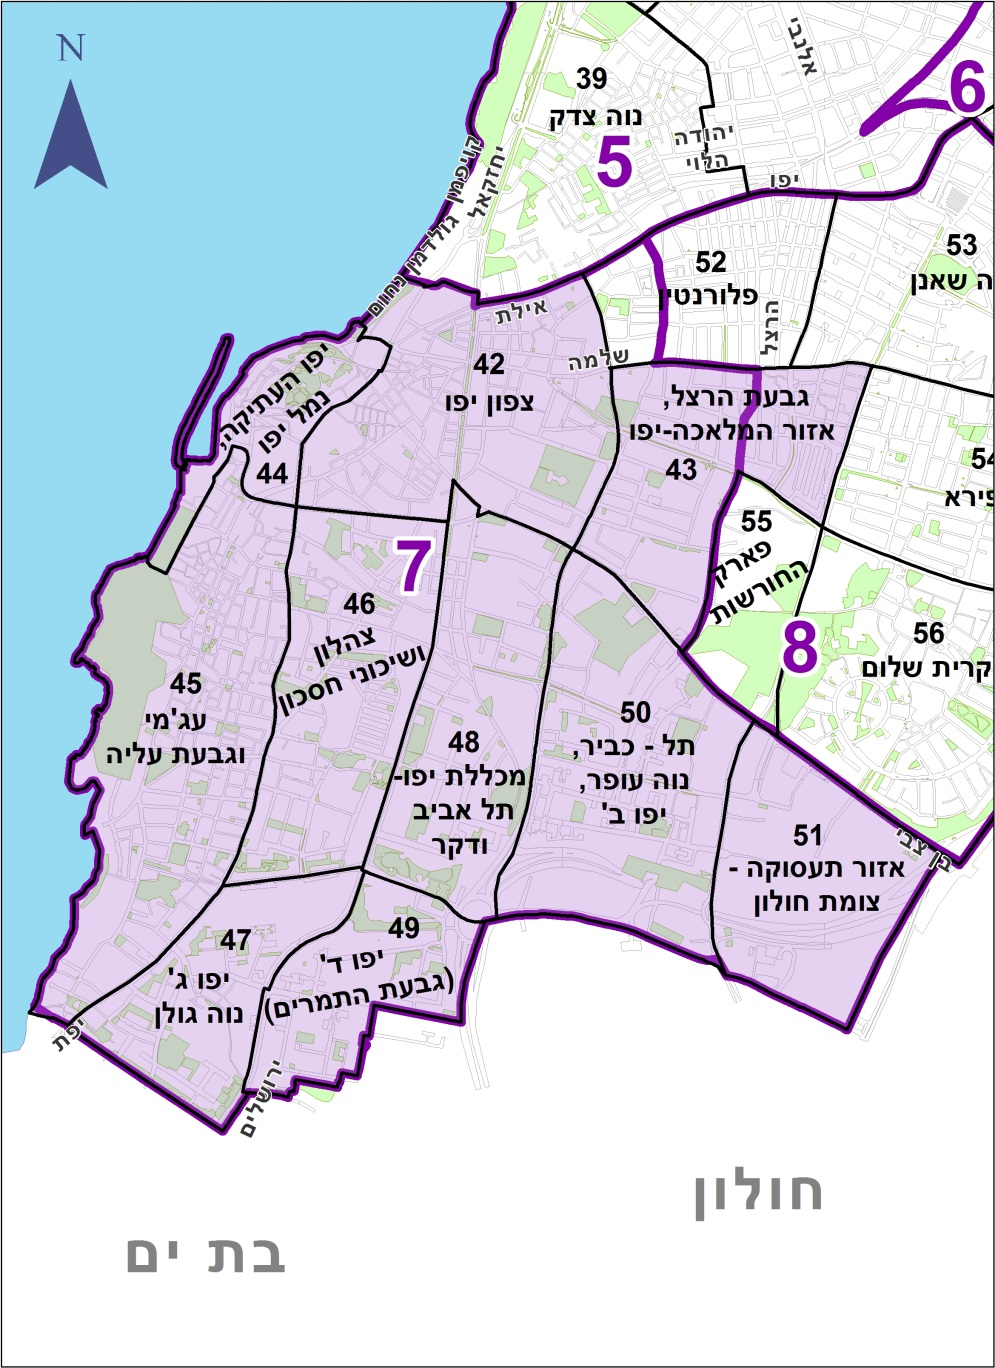 N
39
נוה צדק
5
6
אלנבי
יהודה
הלוי
יפו
יחזקאל
קויפמן
גולדמן נחום
53
ה שאנן
52
פלורנטין
הרצל
אילת
שלמה
42
צפון יפו
גבעת הרצל,
אזור המלאכה-יפו
43
יפו העתיקה,
נמל יפו
44
54
פירא
55
פארק
החורשות
7
8
46
צהלון
ושיכוני חסכון
56
קרית שלום
45
עג'מי
וגבעת עליה
48
מכללת יפו-
תל אביב
ודקר
50
תל - כביר,
נוה עופר,
יפו ב'
51
אזור תעסוקה -
צומת חולון
בן צבי
47
יפו ג'
נוה גולן
49
יפו ד'
(גבעת התמרים)
יפת
ירושלים
חולון
בת ים